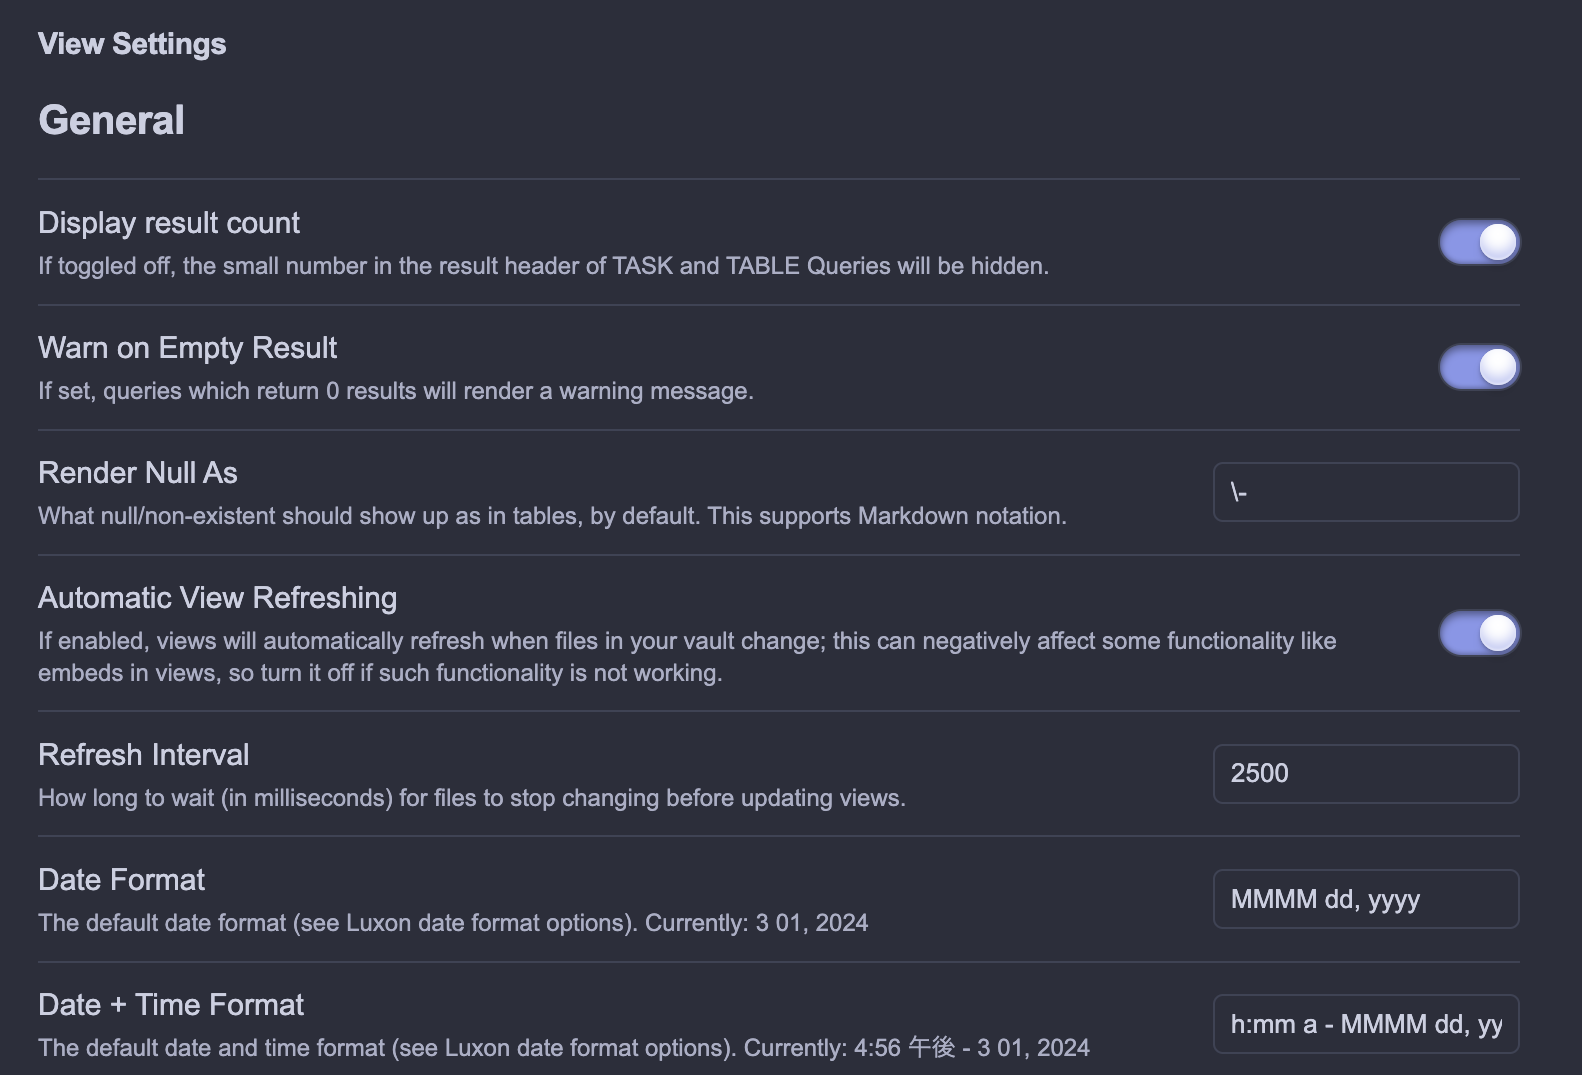 View Settings
General
Display result count
If toggled off, the small number in the result header of TASK and TABLE Queries will be hidden.
Warn on Empty Result
If set, queries which return 0 results will render a warning message.
Render Null As
What null/non-existent should show up as in tables, by default. This supports Markdown notation.
\-
Automatic View Refreshing
If enabled, views will automatically refresh when files in your vault change; this can negatively affect some functionality like
embeds in views, so turn it off if such functionality is not working.
Refresh Interval
How long to wait (in milliseconds) for files to stop changing before updating views.
2500
Date Format
The default date format (see Luxon date format options). Currently: 3 01, 2024
MMMM dd, yyyy
Date + Time Format
The default date and time format (see Luxon date format options). Currently: 4:56 午後 - 3 01, 2024
h:mm a - MMMM dd, yy